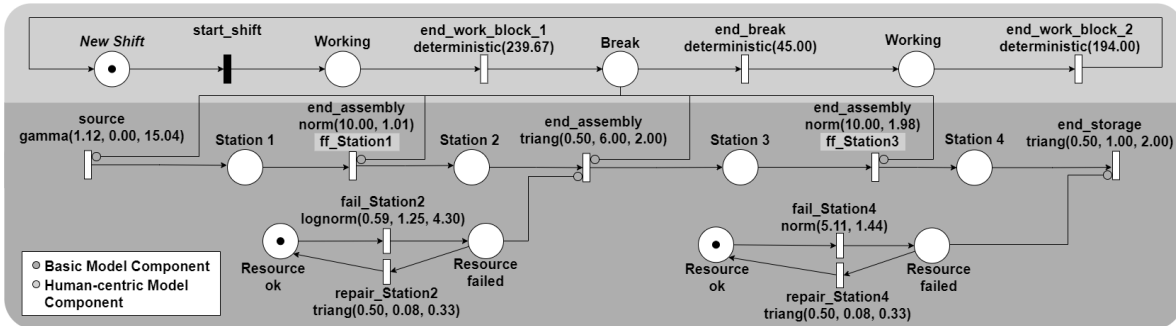 New Shift
start_shift
Working
end_work_block_1
deterministic(239.67)
Break
end_break
deterministic(45.00)
Working
end_work_block_2
deterministic(194.00)
source
gamma(1.12, 0.00, 15.04)
Station 1
end_assembly
norm(10.00, 1.01)
ff_Station1
Station 2
end_assembly
triang(0.50, 6.00, 2.00)
Station 3
end_assembly
norm(10.00, 1.98)
ff_Station3
Station 4
end_storage
triang(0.50, 1.00, 2.00)
fail_Station2
lognorm(0.59, 1.25, 4.30)
Resource
ok
Resource
failed
repair_Station2
triang(0.50, 0.08, 0.33)
fail_Station4
norm(5.11, 1.44)
Resource
ok
Resource
failed
repair_Station4
triang(0.50, 0.08, 0.33)
Basic Model Component
Human-centric Model
Component